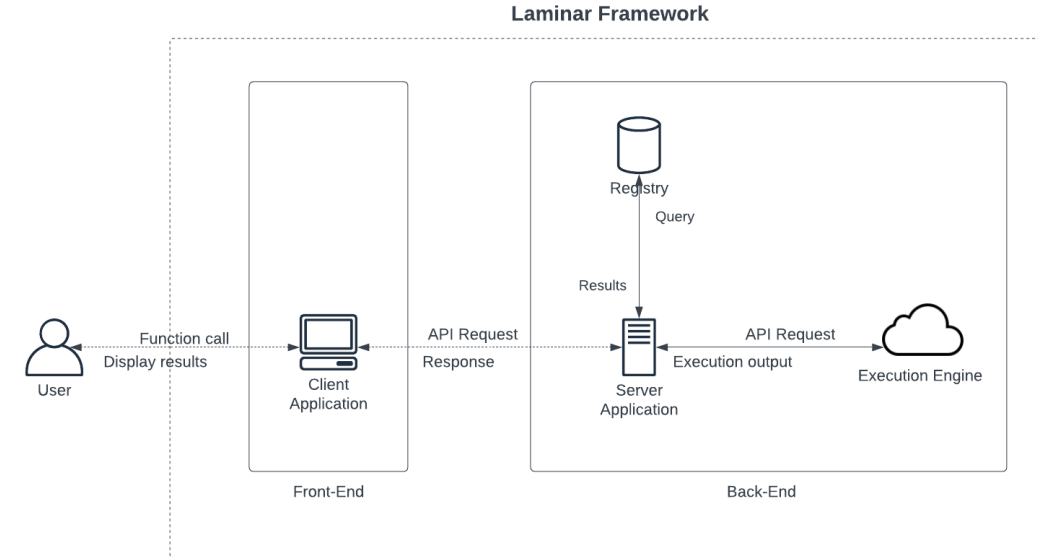 Laminar Framework
Registry
Query
Results
Function call
Display results
API Request
Response
API Request
Execution output
User
Client
Application
Server
Application
Execution Engine
Front-End
Back-End